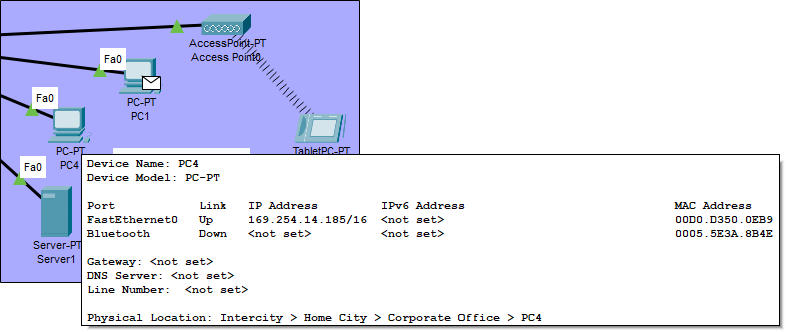 AccessPoint-PT
Access Point0
Fa0
PC-PT
PC1
Fa0
PC-PT
PC4
TabletPC-PT
Fa0
Server-PT
Server1
Device Name: PC4
Device Model: PC-PT
Port Link IP Address IPv6 Address MAC Address
FastEthernet0 Up 169.254.14.185/16 <not set> 00D0.D350.0EB9
Bluetooth Down <not set> <not set> 0005.5E3A.8B4E
Gateway: <not set>
DNS Server: <not set>
Line Number: <not set>
Physical Location: Intercity > Home City > Corporate Office > PC4